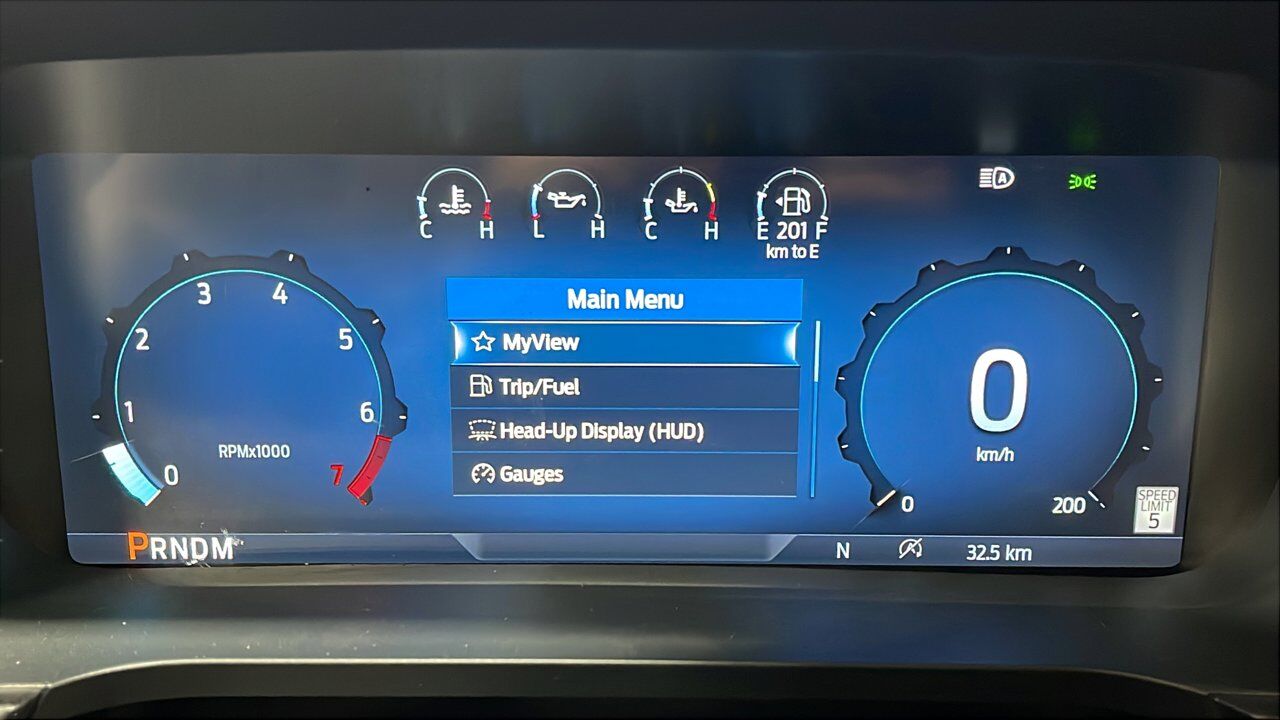 C H
L H
C H
E 201 F
km to E
A
0
1
2
3
4
5
6
7
RPMx1000
Main Menu
MyView
Trip/Fuel
Head-Up Display (HUD)
Gauges
0
km/h
0
200
SPEED
LIMIT
5
PRNDM
N
32.5 km